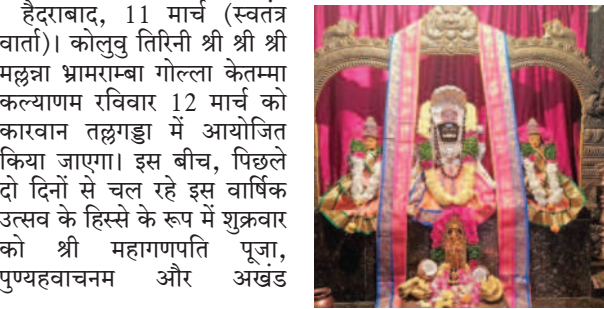 हैदराबाद, 11 मार्च (स्वतंत्र
वार्ता)। कोलुवु तिरिनी श्री श्री श्री
मल्लन्ना भ्रामराम्बा गोल्ला केतम्मा
कल्याणम रविवार 12 मार्च को
कारवान तल्लगड्डा में आयोजित
किया जाएगा। इस बीच, पिछले
दो दिनों से चल रहे इस वार्षिक
उत्सव के हिस्से के रूप में शुक्रवार
को श्री महागणपति पूजा,
पुण्यहवाचनम और अखंड